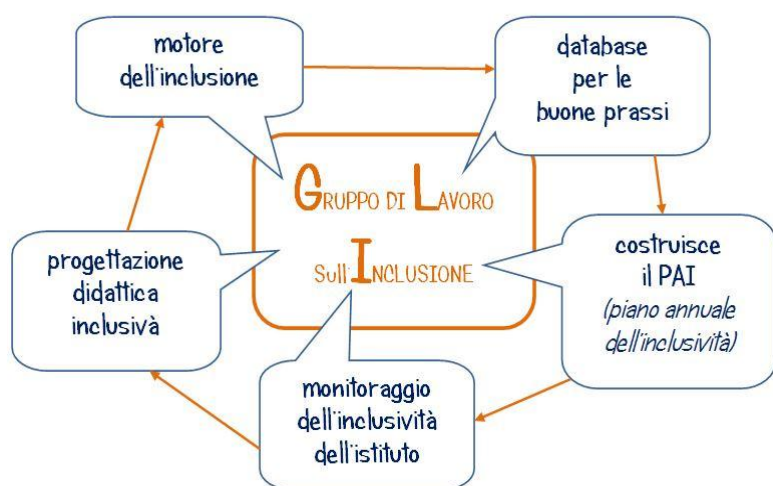 motore
dell'inclusione
database
per le
buone prassi
GRUPPO DI LAVORO
sull'INCLUSIONE
costruisce
il PAI
(piano annuale
dell'inclusività)
progettazione
didattica
inclusivà
monitoraggio
dell'inclusività
dell'istituto